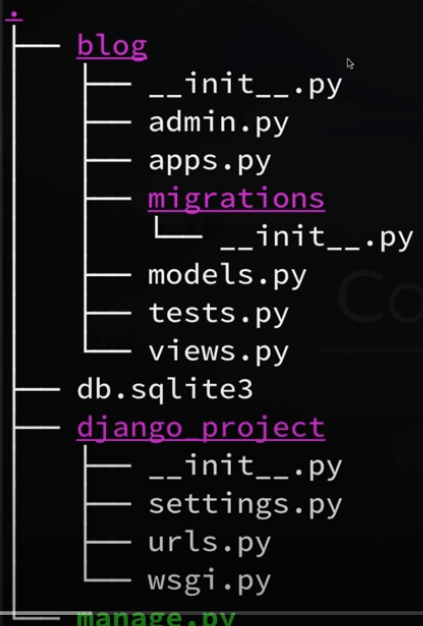 .
blog
__init__.py
admin.py
apps.py
migrations
__init__.py
models.py
tests.py
views.py
db.sqlite3
django_project
__init__.py
settings.py
urls.py
wsgi.py
manage.py
Co